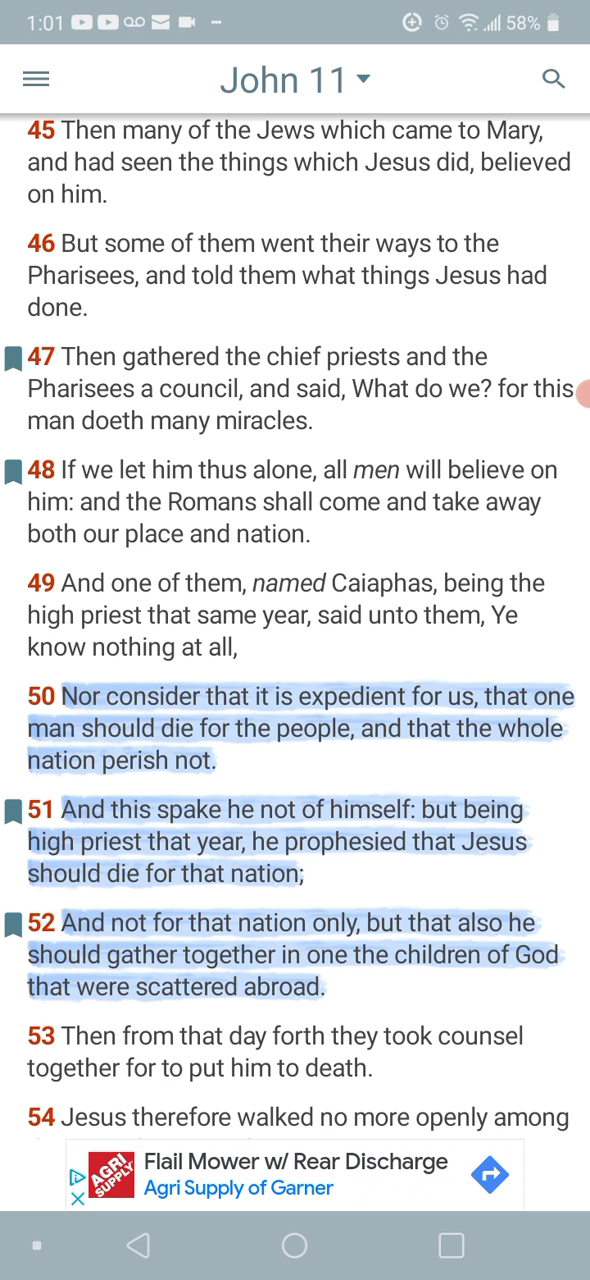 1:01 58%
John 11
45 Then many of the Jews which came to Mary,
and had seen the things which Jesus did, believed
on him.
46 But some of them went their ways to the
Pharisees, and told them what things Jesus had
done.
47 Then gathered the chief priests and the
Pharisees a council, and said, What do we? for this
man doeth many miracles.
48 If we let him thus alone, all men will believe on
him: and the Romans shall come and take away
both our place and nation.
49 And one of them, named Caiaphas, being the
high priest that same year, said unto them, Ye
know nothing at all,
50 Nor consider that it is expedient for us, that one
man should die for the people, and that the whole
nation perish not.
51 And this spake he not of himself: but being
high priest that year, he prophesied that Jesus
should die for that nation;
52 And not for that nation only, but that also he
should gather together in one the children of God
that were scattered abroad.
53 Then from that day forth they took counsel
together for to put him to death.
54 Jesus therefore walked no more openly among
AGRI
SUPPLY
Flail Mower w/ Rear Discharge
Agri Supply of Garner